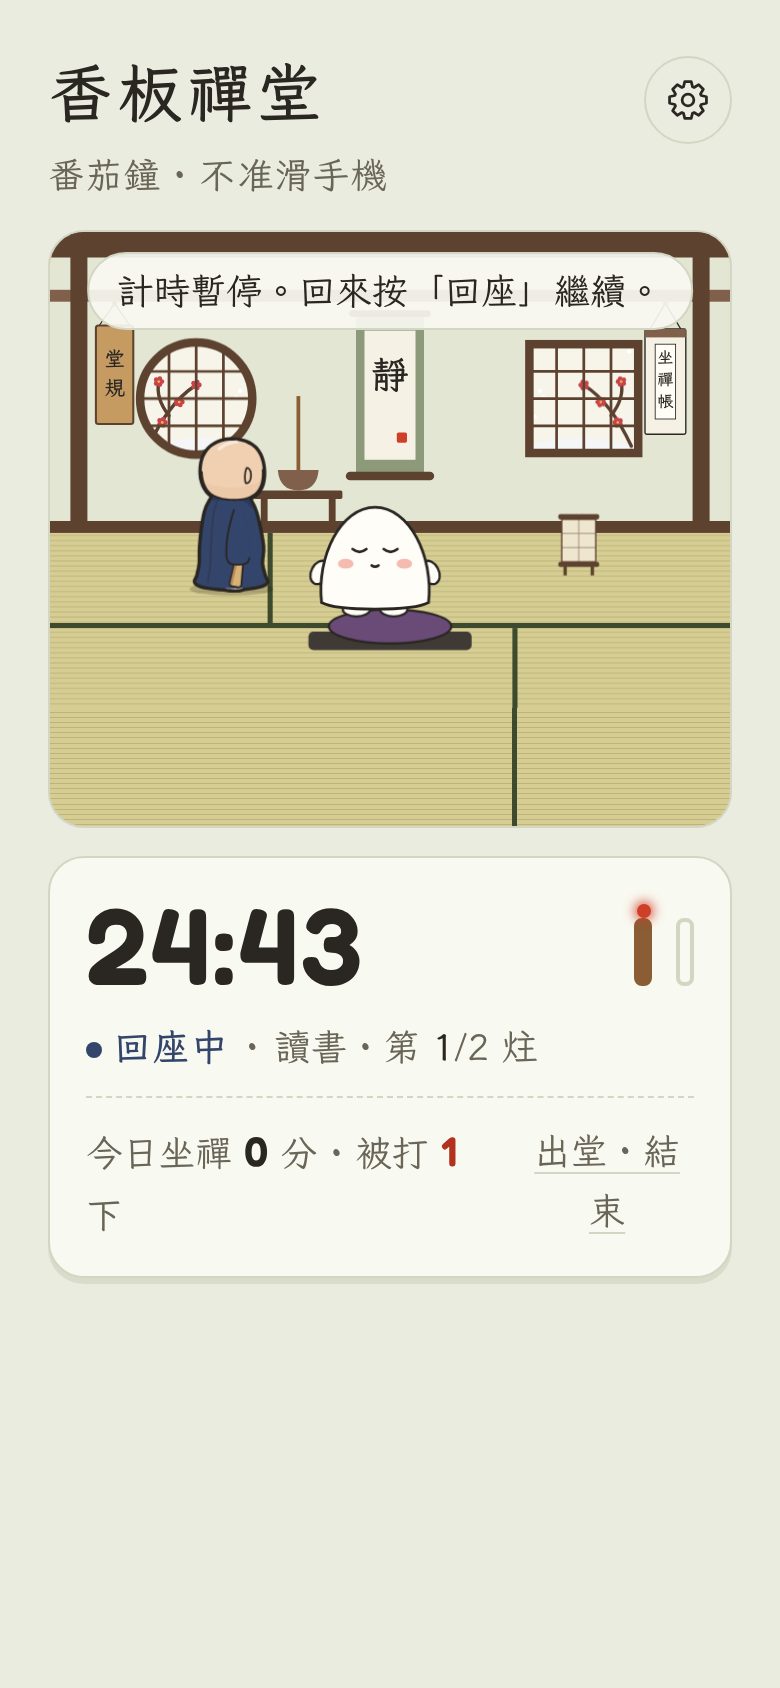 香板禪堂
番茄鐘・不准滑手機
計時暫停。回來按「回座」繼續。
堂規
靜
坐禪帳
24:43
回座中・讀書・第 1/2 炷
今日坐禪 0 分・被打 1
下
出堂・結
束